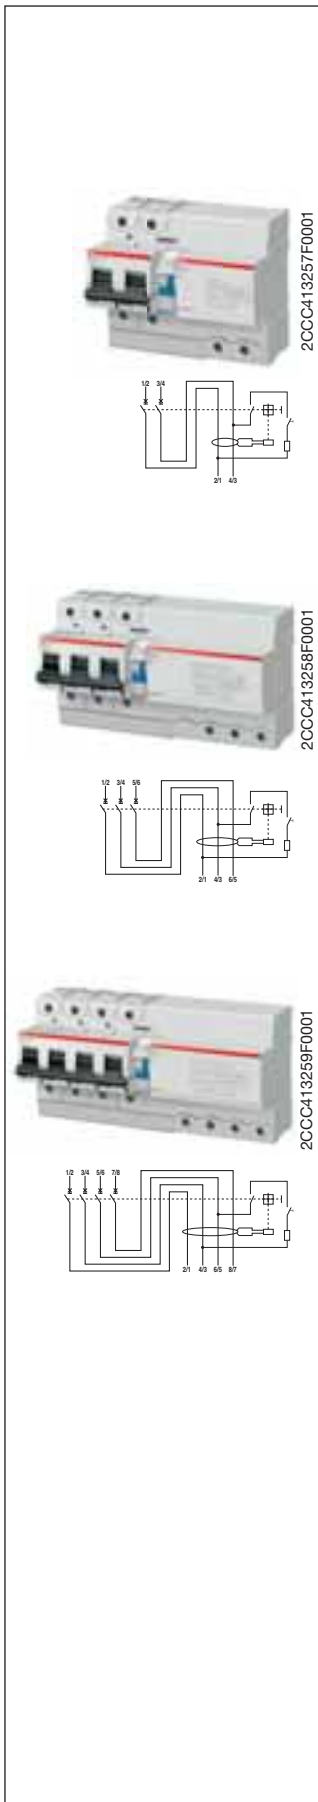 2CCC413257F0001
1/2 3/4
2/1 4/3
2CCC413258F0001
1/2 3/4 5/6
2/1 4/3 6/5
2CCC413259F0001
1/2 3/4 5/6 7/8
2/1 4/3 6/5 8/7